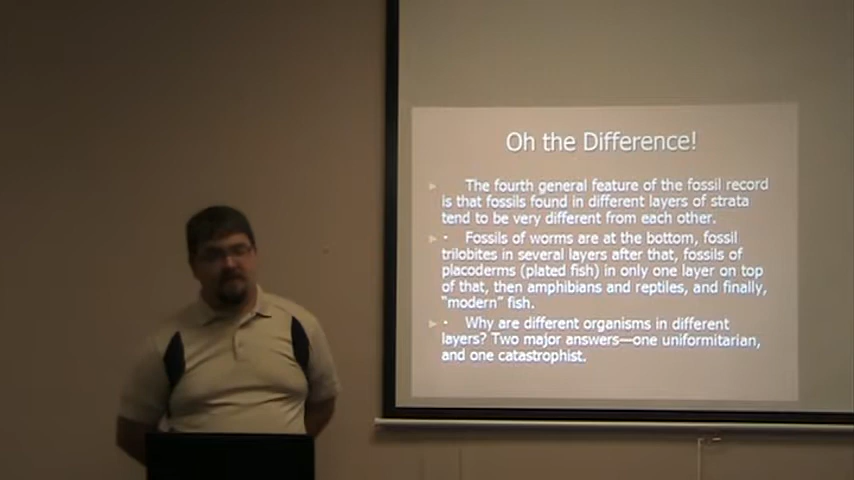 Oh the Difference!
The fourth general feature of the fossil record
is that fossils found in different layers of strata
tend to be very different from each other.
· Fossils of worms are at the bottom, fossil
trilobites in several layers after that, fossils of
placoderms (plated fish) in only one layer on top
of that, then amphibians and reptiles, and finally,
"modern" fish.
· Why are different organisms in different
layers? Two major answers—one uniformitarian,
and one catastrophist.